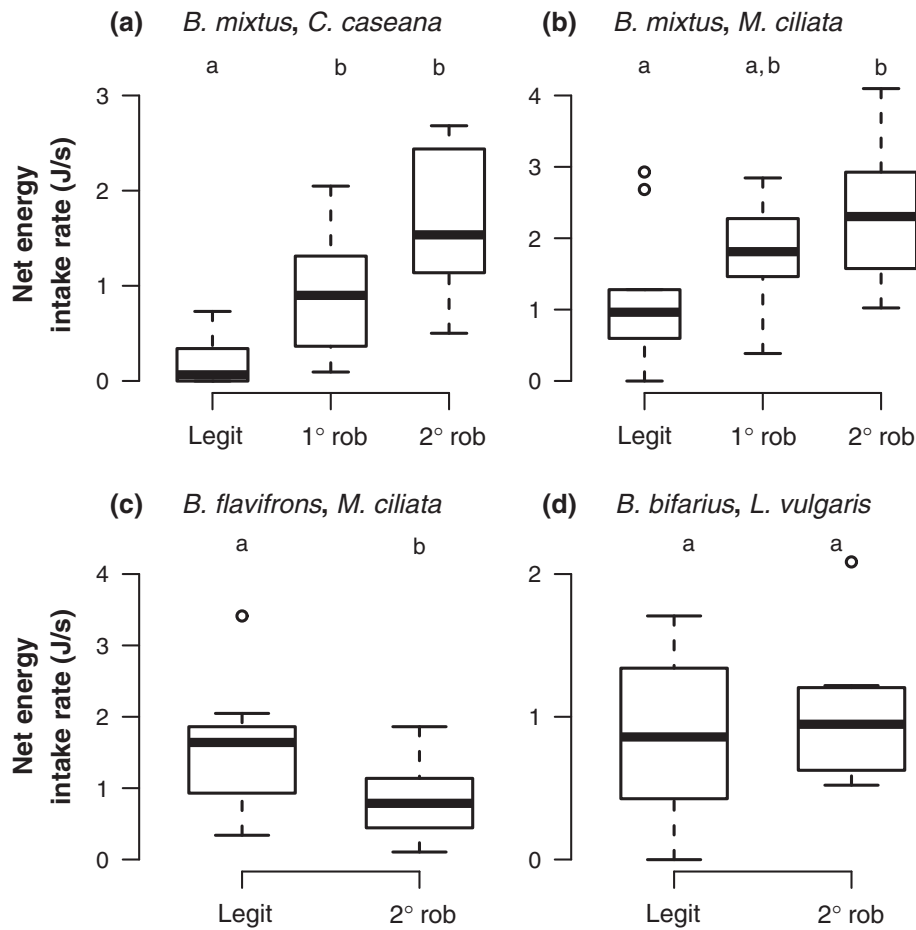 (a) B. mixtus, C. caseana
a b b
Net energy
intake rate (J/s)
3
2
1
0
Legit 1° rob 2° rob
(b) B. mixtus, M. ciliata
a a, b b
4
3
2
1
0
Legit 1° rob 2° rob
(c) B. flavifrons, M. ciliata
a b
Net energy
intake rate (J/s)
4
3
2
1
0
Legit 2° rob
(d) B. bifarius, L. vulgaris
a a
2
1
0
Legit 2° rob